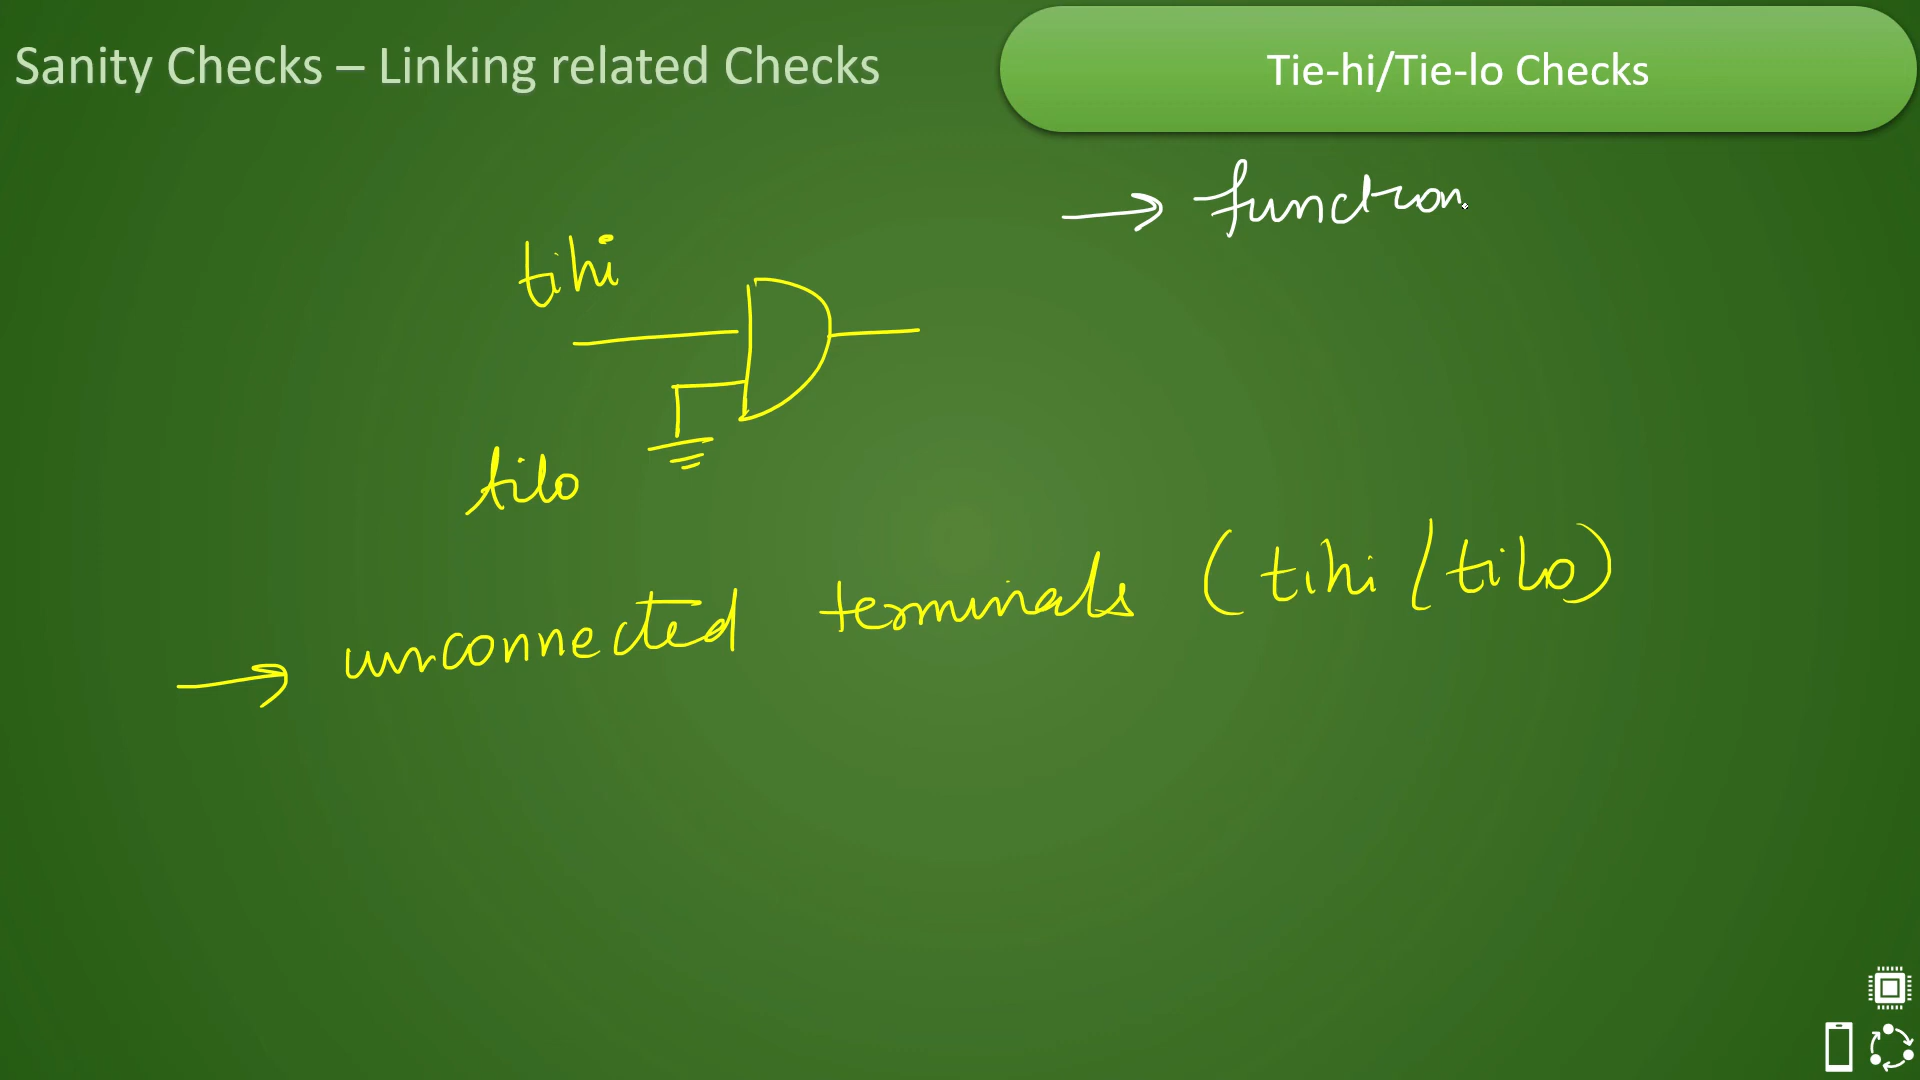 Sanity Checks – Linking related Checks
Tie-hi/Tie-lo Checks
→ function
tihi
tilo
→ unconnected terminals (tihi/tilo)